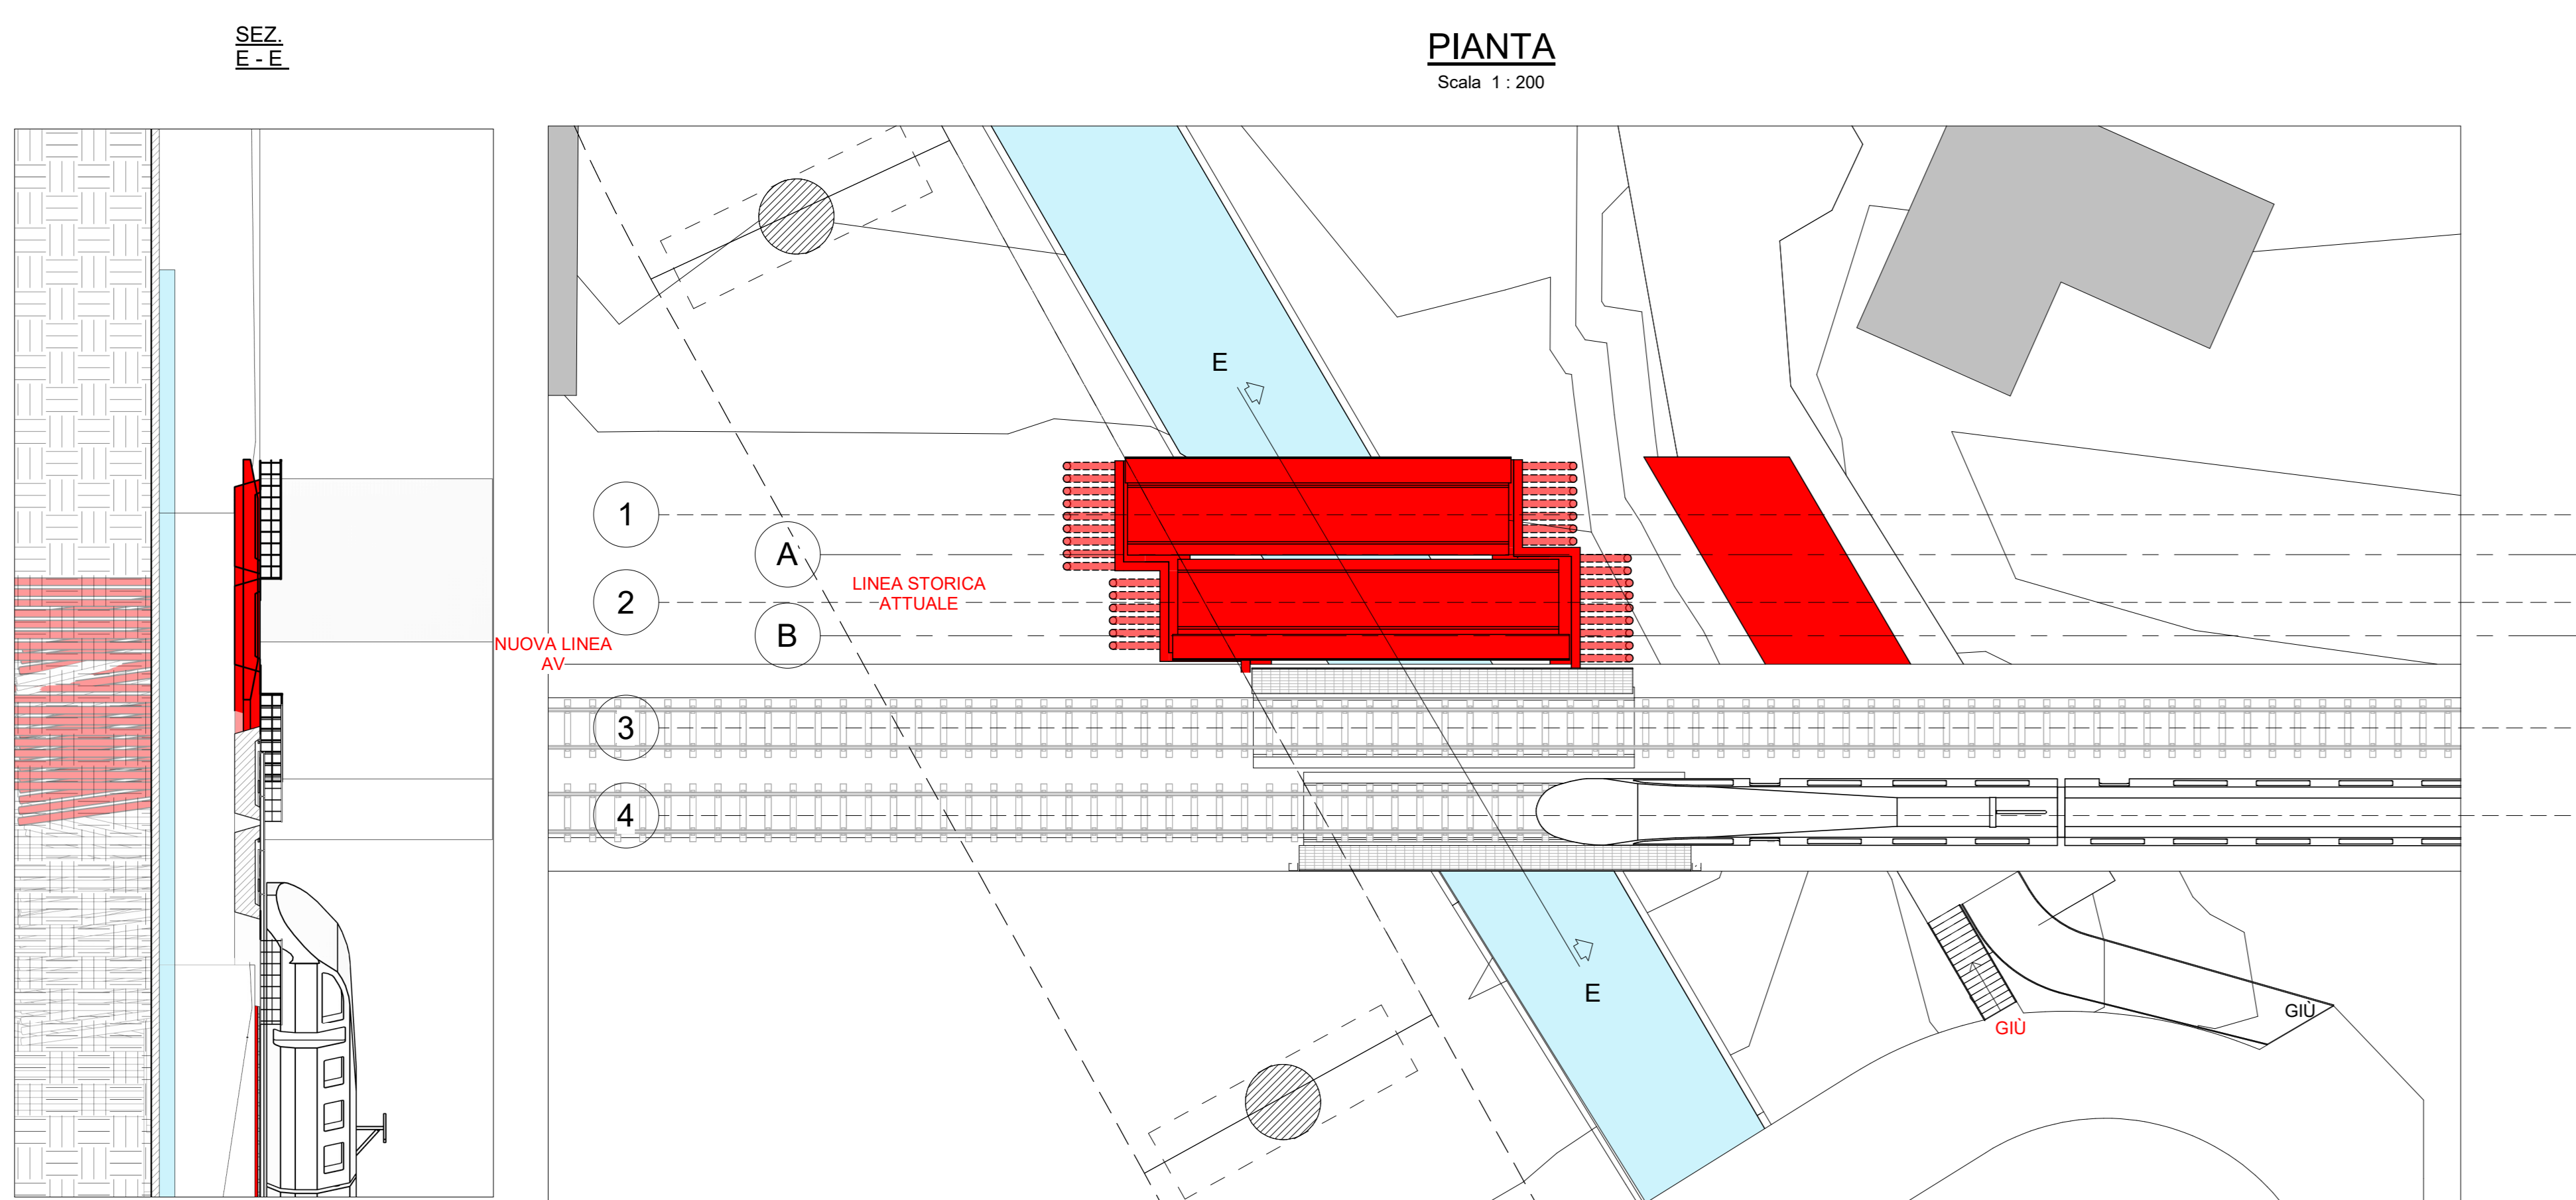 SEZ.
E - E
PIANTA
Scala 1 : 200
E
1
A
LINEA STORICA
ATTUALE
2
B
NUOVA LINEA
AV
3
4
E
GIÙ
GIÙ